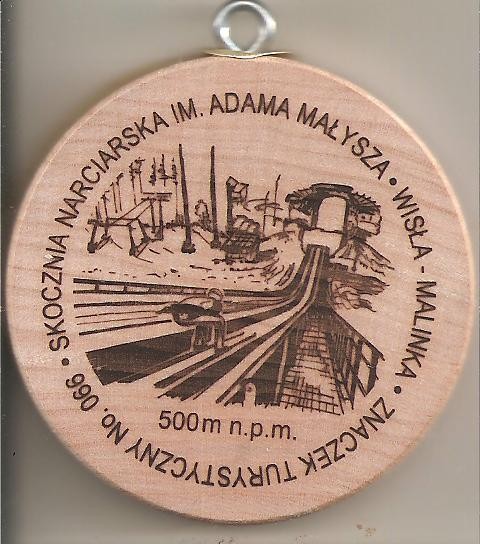 SKOCZNIA NARCIARSKA IM. ADAMA MAŁYSZA • WISŁA - MALINKA • ZNACZEK TURYSTYCZNY No. 066 •
500m n.p.m.